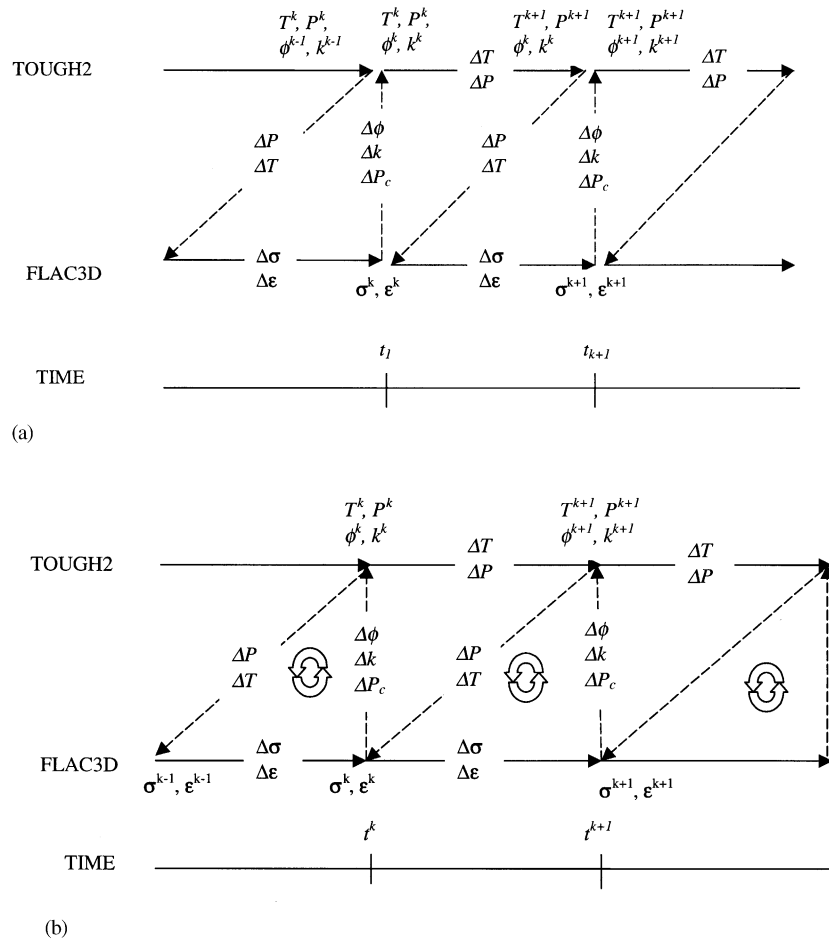 T^k, P^k, T^k, P^k, T^{k+1}, P^{k+1} T^{k+1}, P^{k+1}
ϕ^{k-1}, k^{k-1} ϕ^k, k^k ϕ^k, k^k ϕ^{k+1}, k^{k+1}
TOUGH2 ΔT ΔT
ΔP ΔP
ΔP Δϕ ΔP Δϕ
ΔT Δk ΔT Δk
ΔP_c ΔP_c
FLAC3D Δσ Δσ
Δε Δε
σ^k, ε^k σ^{k+1}, ε^{k+1}
t_1 t_{k+1}
TIME
(a)
T^k, P^k T^{k+1}, P^{k+1}
ϕ^k, k^k ϕ^{k+1}, k^{k+1}
TOUGH2 ΔT ΔT
ΔP ΔP
ΔP Δϕ ΔP Δϕ
ΔT Δk ΔT Δk
ΔP_c ΔP_c
FLAC3D Δσ Δσ
Δε Δε
σ^{k-1}, ε^{k-1} σ^k, ε^k σ^{k+1}, ε^{k+1}
t^k t^{k+1}
TIME
(b)